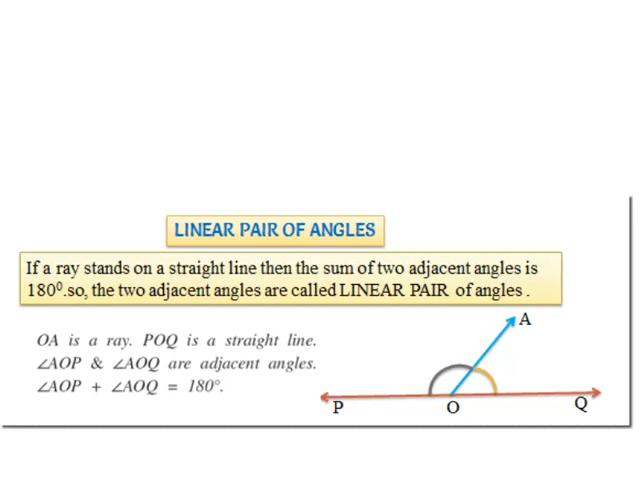 LINEAR PAIR OF ANGLES
If a ray stands on a straight line then the sum of two adjacent angles is
180⁰.so, the two adjacent angles are called LINEAR PAIR of angles .
OA is a ray. POQ is a straight line.
∠AOP & ∠AOQ are adjacent angles.
∠AOP + ∠AOQ = 180°.
A
P
O
Q